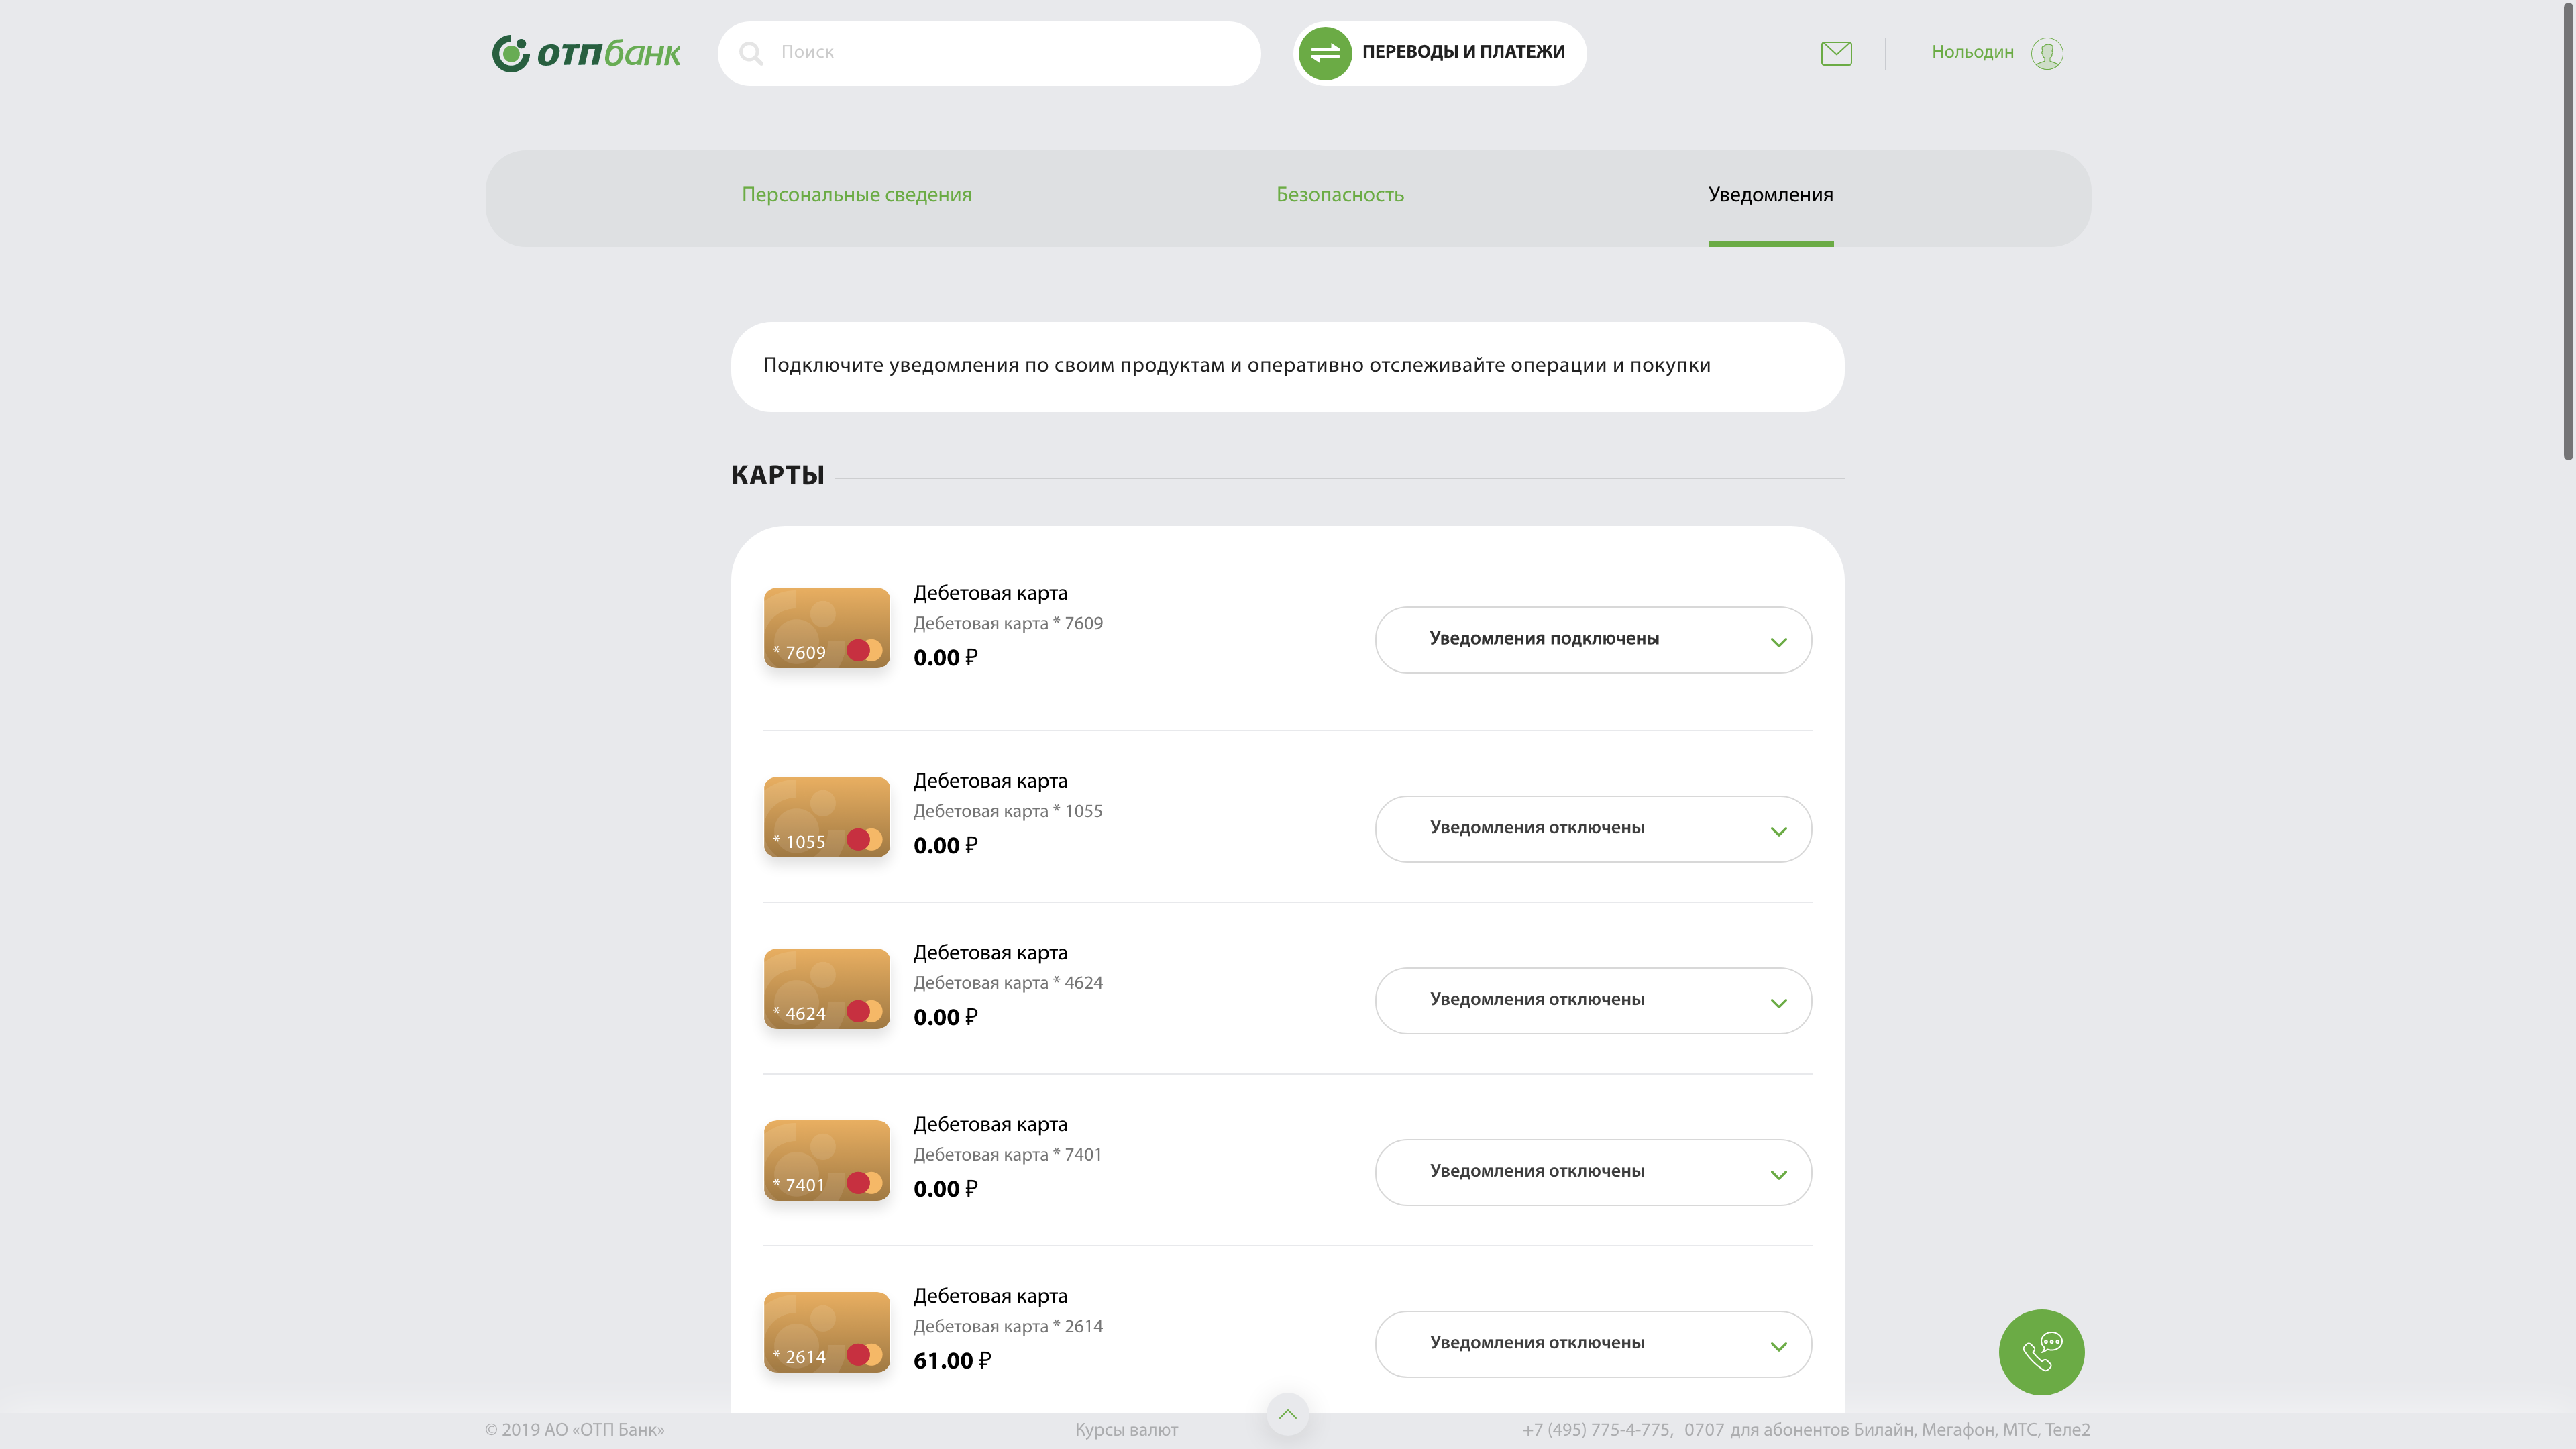 отпбанк
Поиск
ПЕРЕВОДЫ И ПЛАТЕЖИ
Нольодин
Персональные сведения
Безопасность
Уведомления
Подключите уведомления по своим продуктам и оперативно отслеживайте операции и покупки
КАРТЫ
* 7609
Дебетовая карта
Дебетовая карта * 7609
0.00 ₽
Уведомления подключены
* 1055
Дебетовая карта
Дебетовая карта * 1055
0.00 ₽
Уведомления отключены
* 4624
Дебетовая карта
Дебетовая карта * 4624
0.00 ₽
Уведомления отключены
* 7401
Дебетовая карта
Дебетовая карта * 7401
0.00 ₽
Уведомления отключены
* 2614
Дебетовая карта
Дебетовая карта * 2614
61.00 ₽
Уведомления отключены
© 2019 АО «ОТП Банк»
Курсы валют
+7 (495) 775-4-775, 0707 для абонентов Билайн, Мегафон, МТС, Теле2